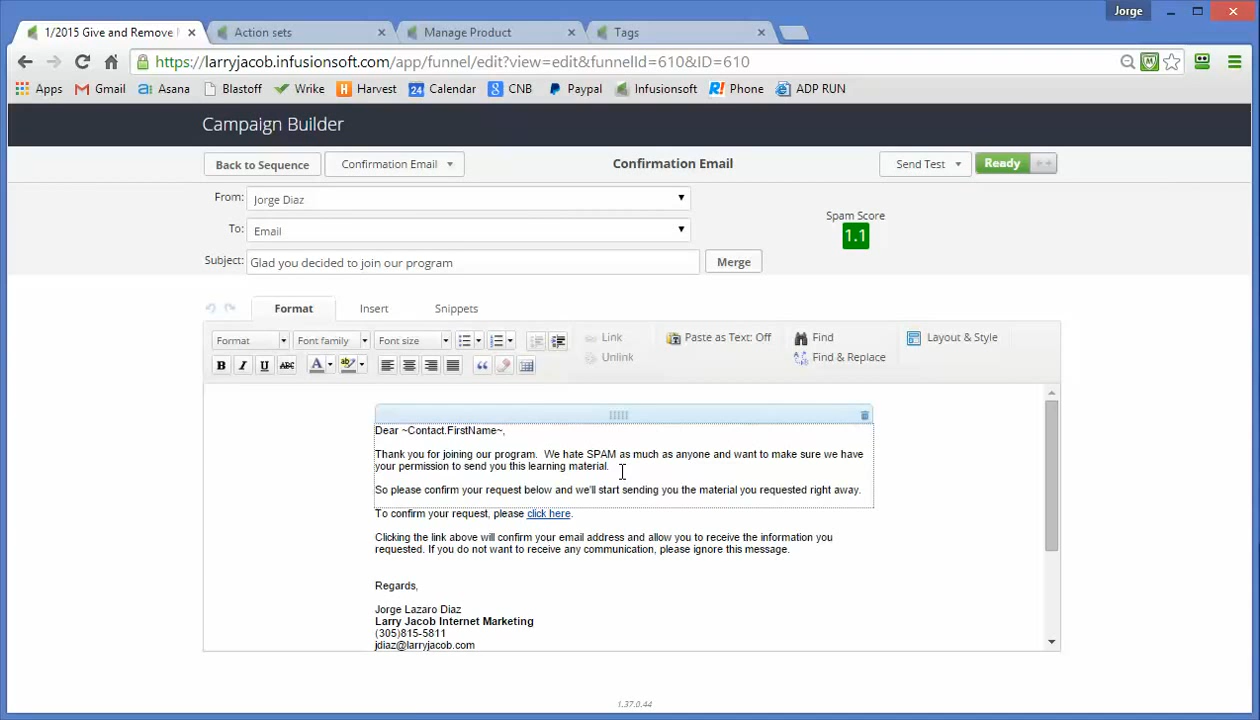 Jorge
1/2015 Give and Remove
Action sets
Manage Product
Tags
https://larryjacob.infusionsoft.com/app/funnel/edit?view=edit&funnelId=610&ID=610
Apps Gmail Asana Blastoff Wrike Harvest Calendar CNB Paypal Infusionsoft Phone ADP RUN
Campaign Builder
Back to Sequence Confirmation Email Confirmation Email Send Test Ready
From: Jorge Diaz
Spam Score
To: Email
1.1
Subject: Glad you decided to join our program Merge
Format Insert Snippets
Format Font family Font size Link Paste as Text: Off Find Layout & Style
B I U ABC A Unlink Find & Replace
Dear ~Contact.FirstName~,
Thank you for joining our program.  We hate SPAM as much as anyone and want to make sure we have
your permission to send you this learning material.
So please confirm your request below and we'll start sending you the material you requested right away.
To confirm your request, please click here.
Clicking the link above will confirm your email address and allow you to receive the information you
requested. If you do not want to receive any communication, please ignore this message.
Regards,
Jorge Lazaro Diaz
Larry Jacob Internet Marketing
(305)815-5811
jdiaz@larryjacob.com
1.37.0.44